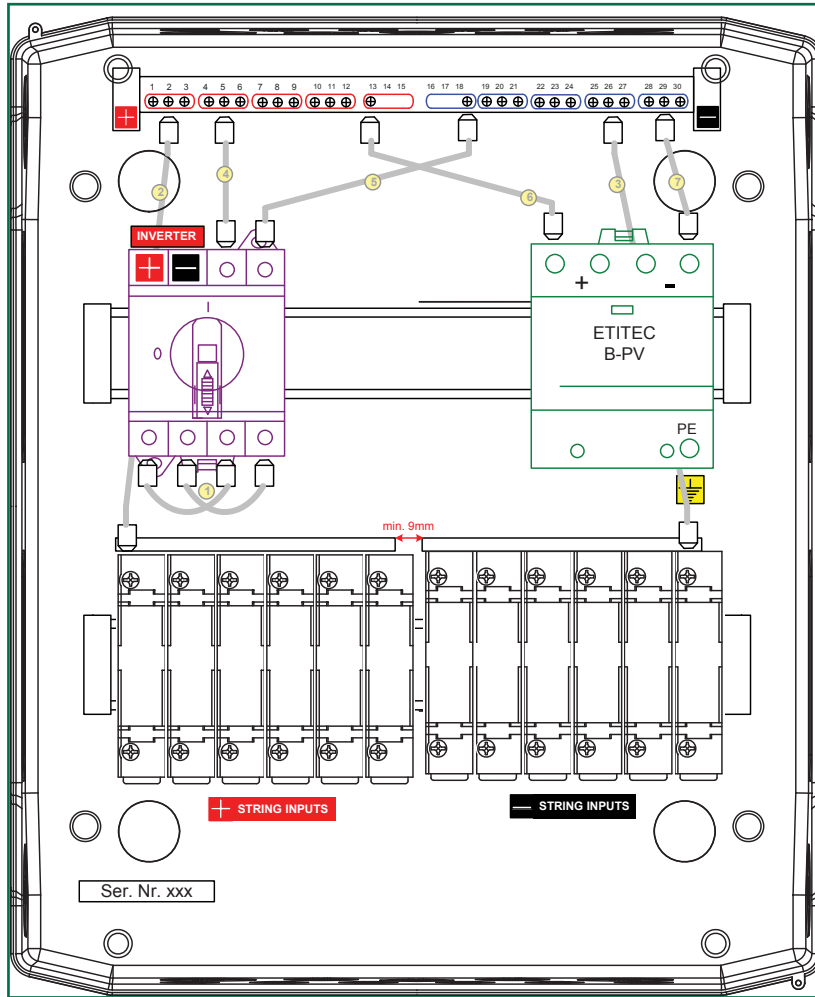 1 2 3 4 5 6 7 8 9 10 11 12 13 14 15 16 17 18 19 20 21 22 23 24 25 26 27 28 29 30
+ −
2 4 5 6 3 7
INVERTER
+ −
I
O
+ -
ETITEC
B-PV
PE
1
min. 9mm
+ STRING INPUTS
− STRING INPUTS
Ser. Nr. xxx